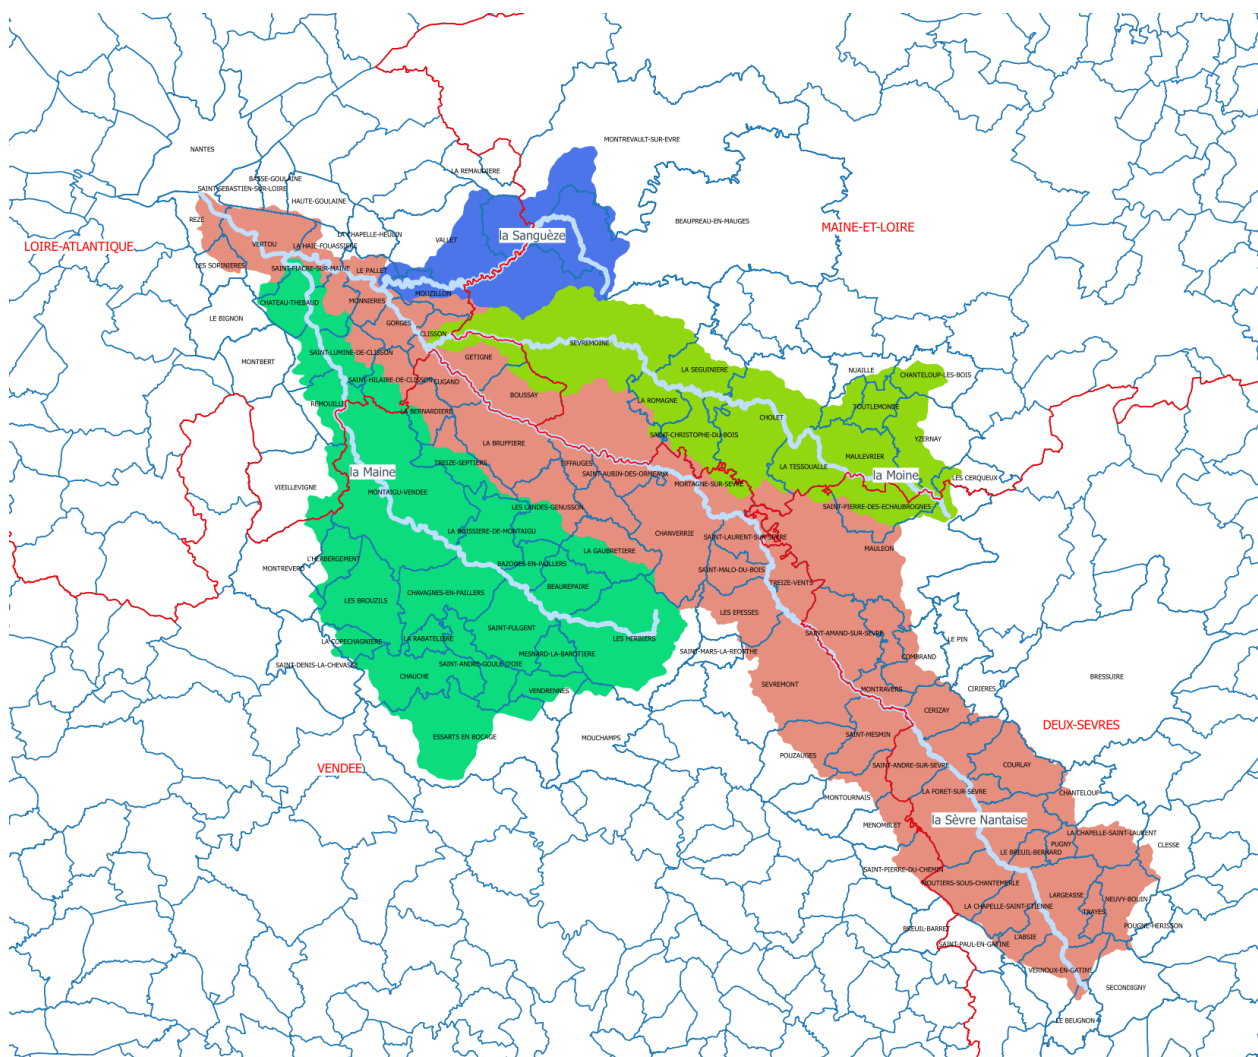 MONTREVAULT-SUR-EVRE
NANTES
LA REMAUDIERE
BASSE-GOULAINE
SAINT-SEBASTIEN-SUR-LOIRE
HAUTE-GOULAINE
REZE
BEAUPREAU-EN-MAUGES
MAINE-ET-LOIRE
LA CHAPELLE-HEULIN
VALLET
la Sanguèze
LOIRE-ATLANTIQUE
VERTOU
LA HAIE-FOUASSIERE
LES SORINIERES
SAINT-FIACRE-SUR-MAINE
LE PALLET
MOUZILLON
CHATEAU-THEBAUD
MONNIERES
LE BIGNON
GORGES
CLISSON
SEVREMOINE
SAINT-LUMINE-DE-CLISSON
GETIGNE
MONTBERT
LA SEGUINIERE
NUAILLE
CHANTELOUP-LES-BOIS
SAINT-HILAIRE-DE-CLISSON
CUGAND
BOUSSAY
LA ROMAGNE
REMOUILLE
LA BERNARDIERE
TOUTLEMONDE
CHOLET
SAINT-CHRISTOPHE-DU-BOIS
LA BRUFFIERE
YZERNAY
MAULEVRIER
TREIZE-SEPTIERS
TIFFAUGES
LA TESSOUALLE
la Maine
SAINT-AUBIN-DES-ORMEAUX
la Moine
LES CERQUEUX
VIEILLEVIGNE
MONTAIGU-VENDEE
MORTAGNE-SUR-SEVRE
LES LANDES-GENUSSON
SAINT-PIERRE-DES-ECHAUBROGNES
LA BOISSIERE-DE-MONTAIGU
CHANVERRIE
SAINT-LAURENT-SUR-SEVRE
MAULEON
LA GAUBRETIERE
L'HERBERGEMENT
BAZOGES-EN-PAILLERS
MONTREVERD
SAINT-MALO-DU-BOIS
BEAUREPAIRE
TREIZE-VENTS
CHAVAGNES-EN-PAILLERS
LES BROUZILS
LES EPESSES
SAINT-FULGENT
SAINT-AMAND-SUR-SEVRE
LA COPECHAGNIERE
LA RABATELIERE
LES HERBIERS
LE PIN
MESNARD-LA-BAROTIERE
SAINT-MARS-LA-REORTHE
COMBRAND
SAINT-DENIS-LA-CHEVASSE
SAINT-ANDRE-GOULE-D'OIE
CHAUCHE
BRESSUIRE
SEVREMONT
VENDRENNES
MONTRAVERS
CIRIERES
CERIZAY
DEUX-SEVRES
ESSARTS EN BOCAGE
MOUCHAMPS
SAINT-MESMIN
POUZAUGES
VENDEE
SAINT-ANDRE-SUR-SEVRE
COURLAY
LA FORET-SUR-SEVRE
CHANTELOUP
MONTOURNAIS
la Sèvre Nantaise
MENOMBLET
LA CHAPELLE-SAINT-LAURENT
PUGNY
CLESSE
LE BREUIL-BERNARD
SAINT-PIERRE-DU-CHEMIN
MOUTIERS-SOUS-CHANTEMERLE
LARGEASSE
NEUVY-BOUIN
LA CHAPELLE-SAINT-ETIENNE
TRAYES
POUGNE-HERISSON
BREUIL-BARRET
L'ABSIE
SAINT-PAUL-EN-GATINE
VERNOUX-EN-GATINE
SECONDIGNY
LE BEUGNON